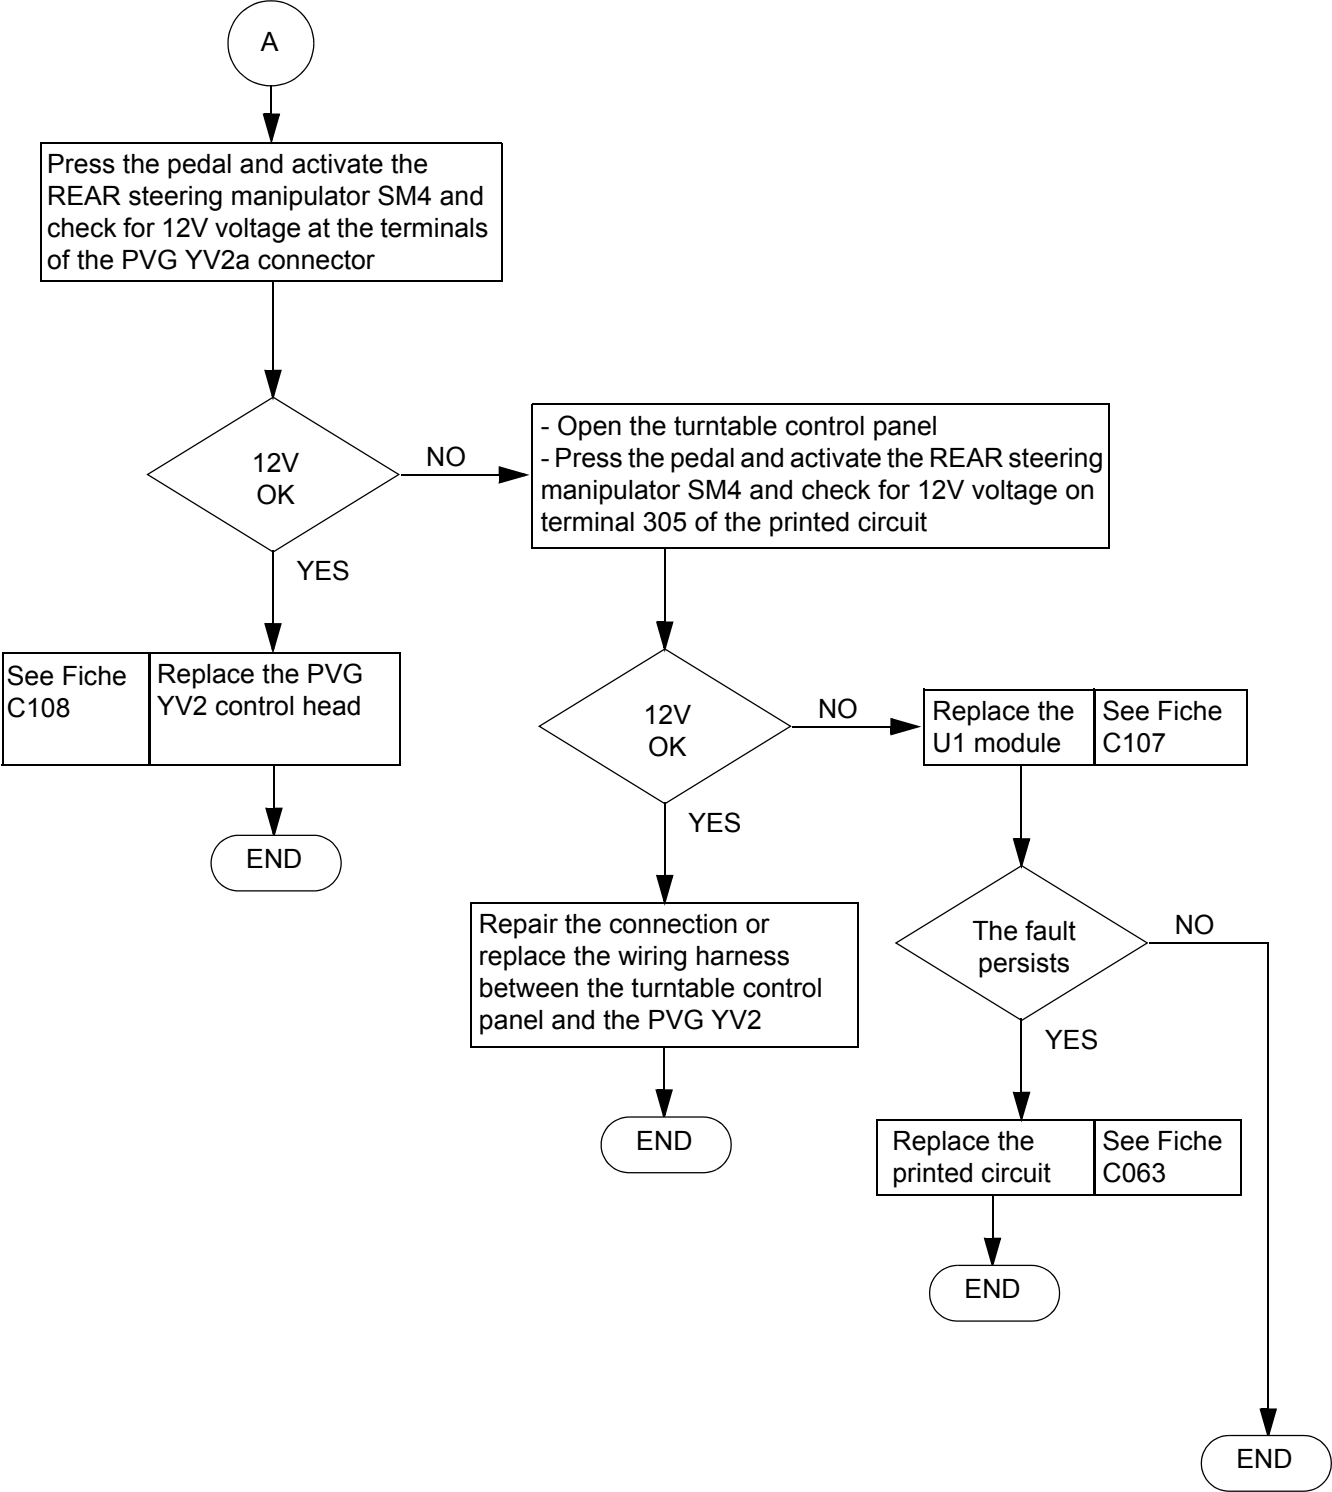 A
Press the pedal and activate the
REAR steering manipulator SM4 and
check for 12V voltage at the terminals
of the PVG YV2a connector
12V
OK
NO
YES
- Open the turntable control panel
- Press the pedal and activate the REAR steering
manipulator SM4 and check for 12V voltage on
terminal 305 of the printed circuit
See Fiche
C108
Replace the PVG
YV2 control head
END
12V
OK
NO
YES
Replace the
U1 module
See Fiche
C107
Repair the connection or
replace the wiring harness
between the turntable control
panel and the PVG YV2
END
The fault
persists
NO
YES
Replace the
printed circuit
See Fiche
C063
END
END